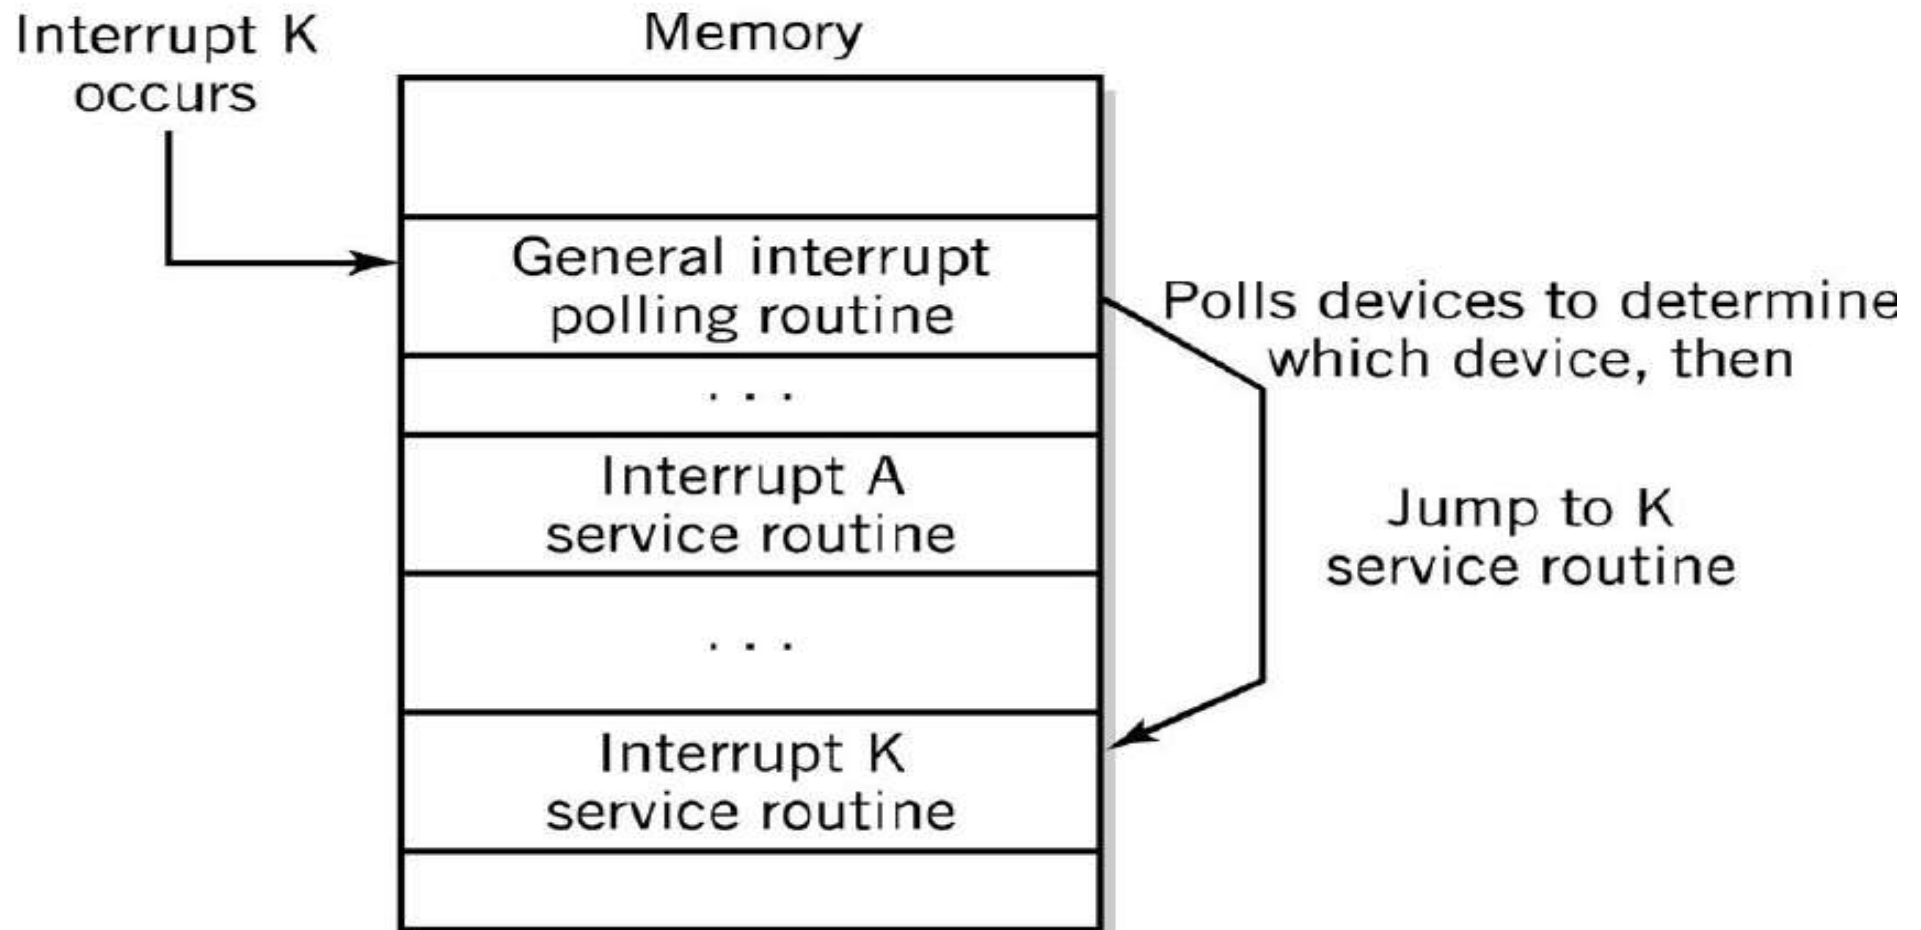 Interrupt K
occurs
Memory
General interrupt
polling routine
Polls devices to determine
which device, then
. . .
Interrupt A
service routine
Jump to K
service routine
. . .
Interrupt K
service routine